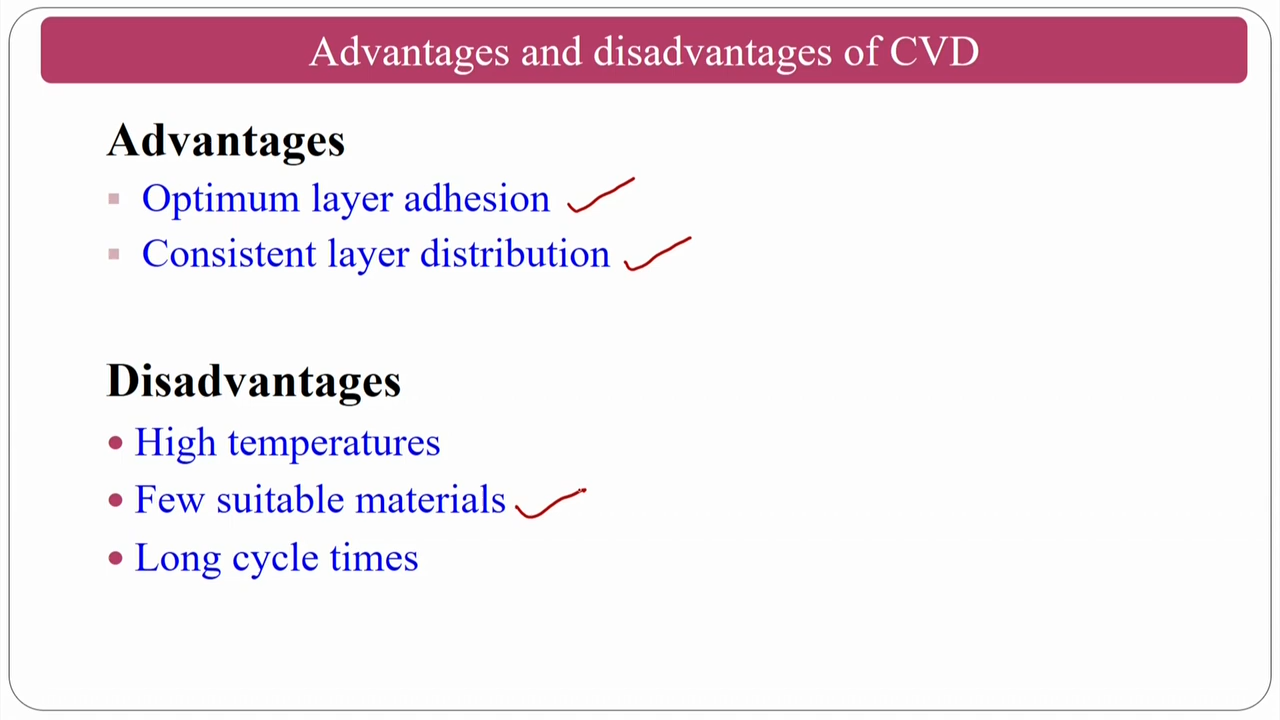 Advantages and disadvantages of CVD
Advantages
Optimum layer adhesion
Consistent layer distribution
Disadvantages
High temperatures
Few suitable materials
Long cycle times